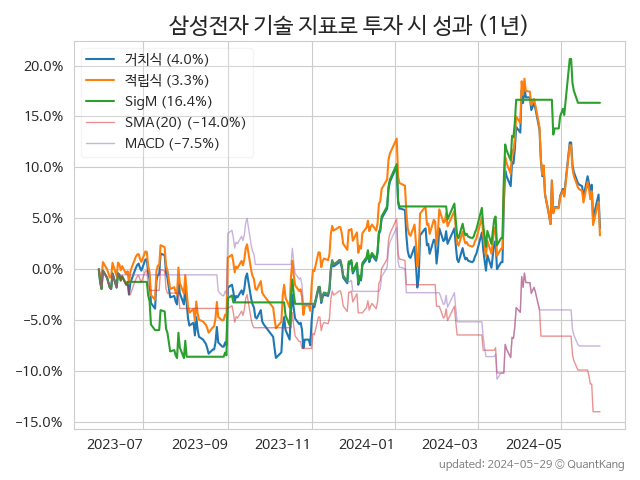 삼성전자 기술 지표로 투자 시 성과 (1년)
거치식 (4.0%)
적립식 (3.3%)
SigM (16.4%)
SMA(20) (−14.0%)
MACD (−7.5%)
20.0%
15.0%
10.0%
5.0%
0.0%
−5.0%
−10.0%
−15.0%
2023-07 2023-09 2023-11 2024-01 2024-03 2024-05
updated: 2024-05-29 ⓒ QuantKang